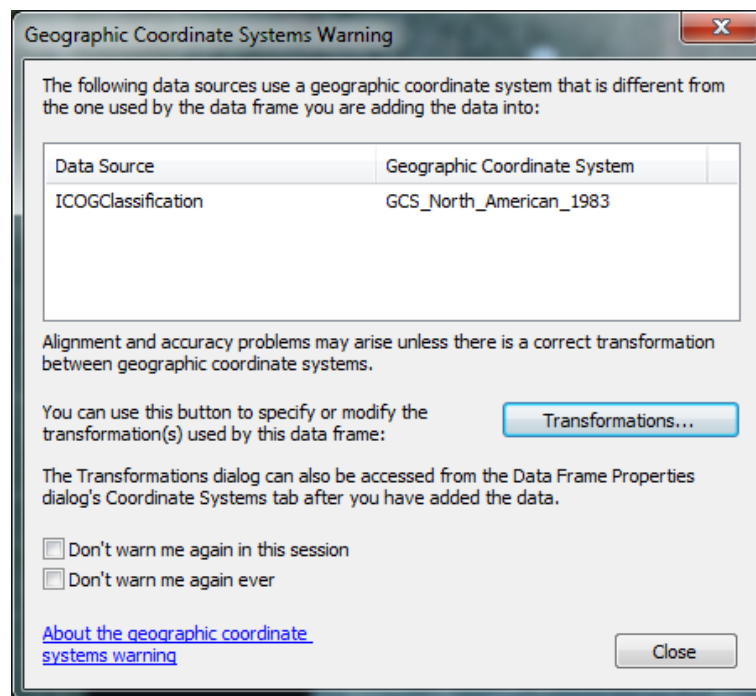 Geographic Coordinate Systems Warning
The following data sources use a geographic coordinate system that is different from
the one used by the data frame you are adding the data into:
Data Source Geographic Coordinate System
ICOGClassification GCS_North_American_1983
Alignment and accuracy problems may arise unless there is a correct transformation
between geographic coordinate systems.
You can use this button to specify or modify the
transformation(s) used by this data frame:
Transformations...
The Transformations dialog can also be accessed from the Data Frame Properties
dialog's Coordinate Systems tab after you have added the data.
Don't warn me again in this session
Don't warn me again ever
About the geographic coordinate
systems warning
Close